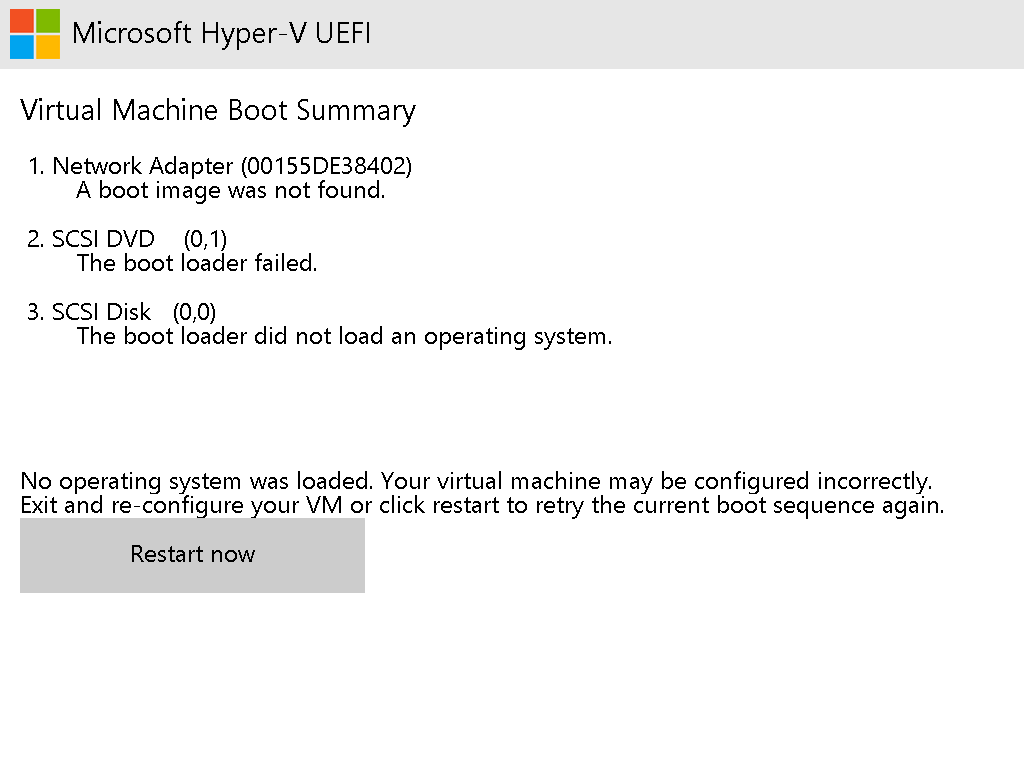 Microsoft Hyper-V UEFI
Virtual Machine Boot Summary
1. Network Adapter (00155DE38402)
A boot image was not found.
2. SCSI DVD (0,1)
The boot loader failed.
3. SCSI Disk (0,0)
The boot loader did not load an operating system.
No operating system was loaded. Your virtual machine may be configured incorrectly.
Exit and re-configure your VM or click restart to retry the current boot sequence again.
Restart now